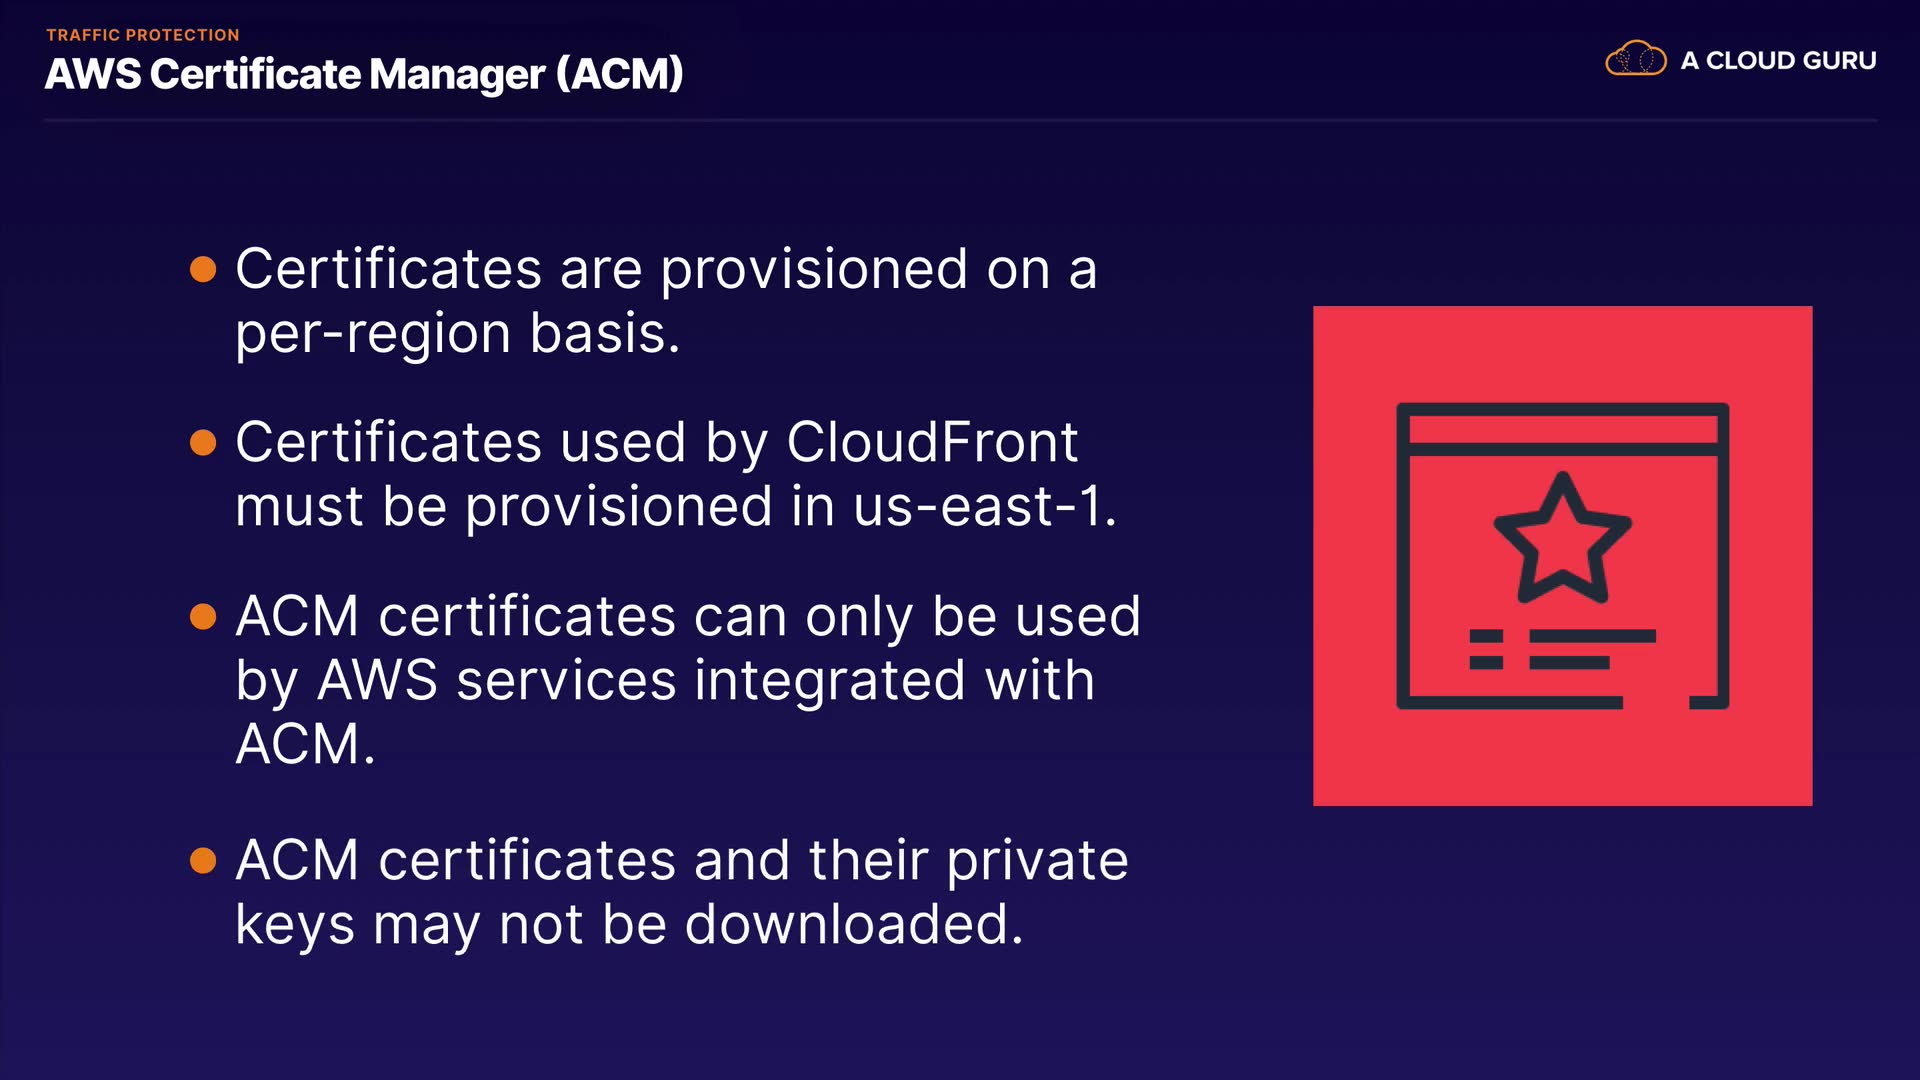 TRAFFIC PROTECTION
AWS Certificate Manager (ACM)
A CLOUD GURU
● Certificates are provisioned on a
per-region basis.
● Certificates used by CloudFront
must be provisioned in us-east-1.
● ACM certificates can only be used
by AWS services integrated with
ACM.
● ACM certificates and their private
keys may not be downloaded.